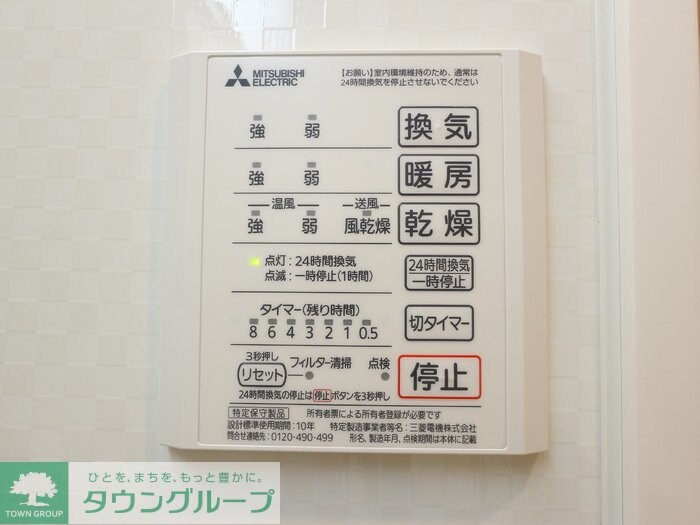 MITSUBISHI
ELECTRIC
【お願い】室内環境維持のため、通常は
24時間換気を停止させないでください
強 弱 換気
強 弱 暖房
温風 送風
強 弱 風乾燥 乾燥
点灯:24時間換気
点滅:一時停止(1時間)
24時間換気
一時停止
タイマー(残り時間)
8 6 4 3 2 1 0.5
切タイマー
3秒押し
リセット フィルター清掃 点検
停止
24時間換気の停止は停止ボタンを3秒押し
特定保守製品 所有者票による所有者登録が必要です
設計標準使用期間:10年 特定製造事業者等名:三菱電機株式会社
問合せ連絡先:0120-490-499 形名、製造年月、点検期間は本体に記載
TOWN GROUP
ひとを、まちを、もっと豊かに。
タウングループ